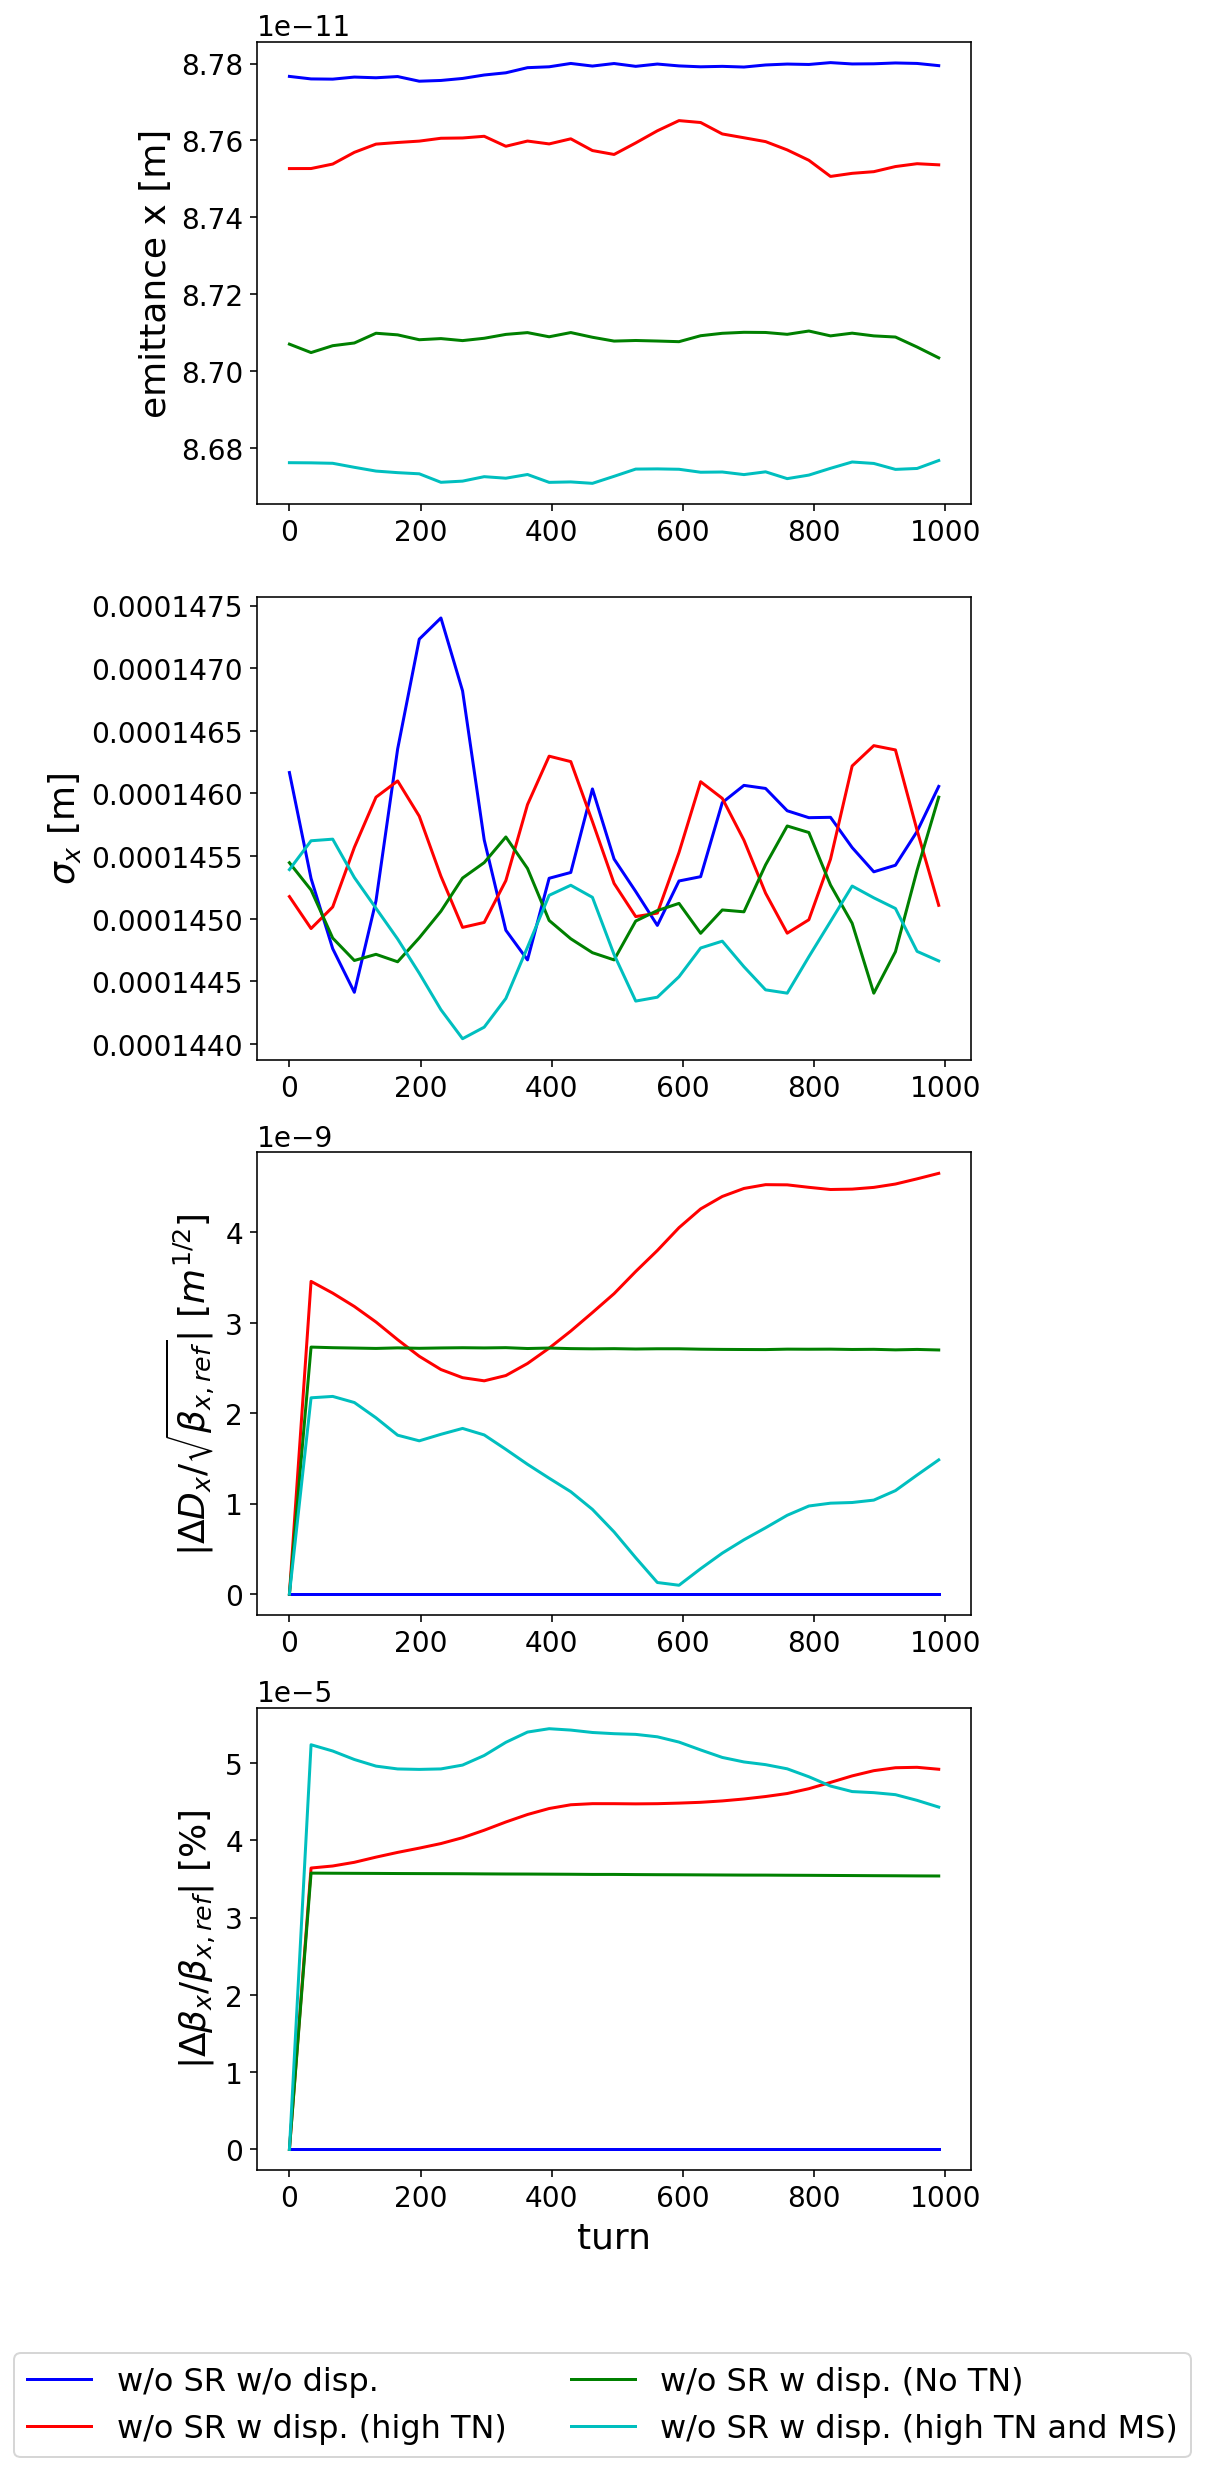 1e−11
emittance x [m]
8.78
8.76
8.74
8.72
8.70
8.68
0 200 400 600 800 1000
σx [m]
0.0001475
0.0001470
0.0001465
0.0001460
0.0001455
0.0001450
0.0001445
0.0001440
0 200 400 600 800 1000
1e−9
|ΔDx/√βx,ref| [m1/2]
4
3
2
1
0
0 200 400 600 800 1000
1e−5
|Δβx/βx,ref| [%]
5
4
3
2
1
0
0 200 400 600 800 1000
turn
w/o SR w/o disp.
w/o SR w disp. (high TN)
w/o SR w disp. (No TN)
w/o SR w disp. (high TN and MS)